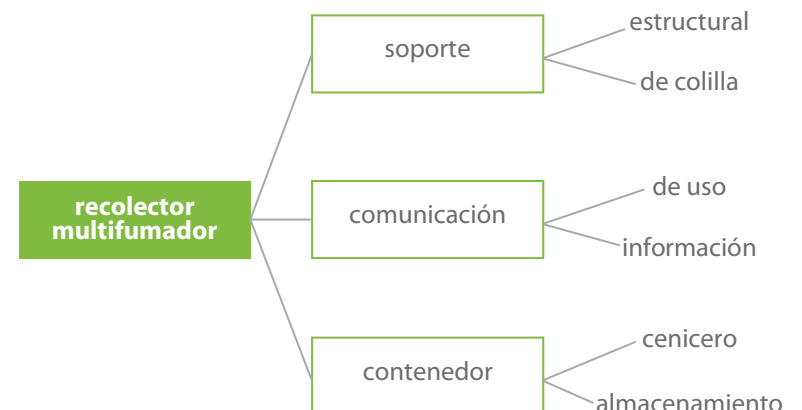 estructural
soporte
de colilla
de uso
recolector
multifumador
comunicación
información
cenicero
contenedor
almacenamiento